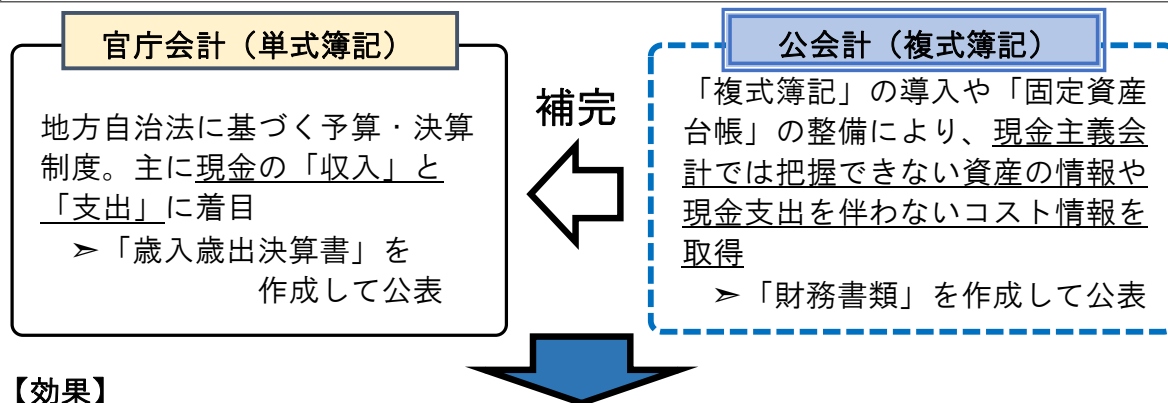 官庁会計（単式簿記）
地方自治法に基づく予算・決算
制度。主に現金の「収入」と
「支出」に着目
➢「歳入歳出決算書」を
作成して公表
補完
公会計（複式簿記）
「複式簿記」の導入や「固定資産
台帳」の整備により、現金主義会
計では把握できない資産の情報や
現金支出を伴わないコスト情報を
取得
➢「財務書類」を作成して公表
【効果】